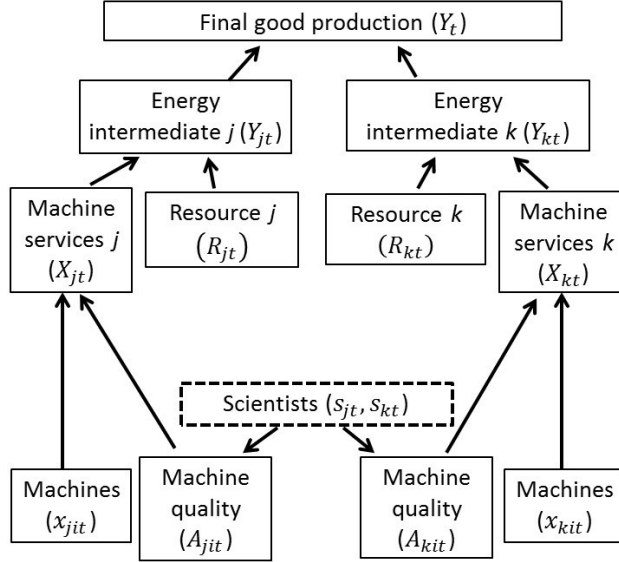 Final good production (Y_t)
Energy
intermediate j (Y_jt)
Energy
intermediate k (Y_kt)
Machine
services j
(X_jt)
Resource j
(R_jt)
Resource k
(R_kt)
Machine
services k
(X_kt)
Scientists (s_jt, s_kt)
Machines
(x_jit)
Machine
quality
(A_jit)
Machine
quality
(A_kit)
Machines
(x_kit)